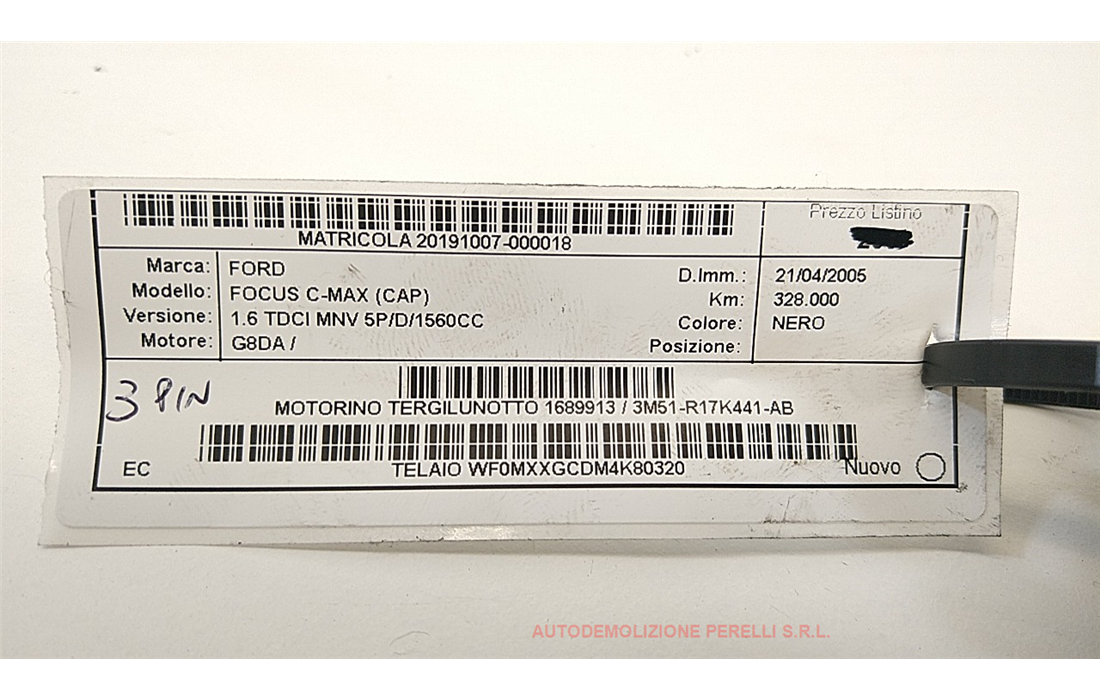 Prezzo Listino
MATRICOLA 20191007-000018
Marca: FORD D.Imm.: 21/04/2005
Modello: FOCUS C-MAX (CAP) Km: 328.000
Versione: 1.6 TDCI MNV 5P/D/1560CC Colore: NERO
Motore: G8DA / Posizione:
3 PIN
MOTORINO TERGILUNOTTO 1689913 / 3M51-R17K441-AB
EC TELAIO WF0MXXGCDM4K80320 Nuovo
AUTODEMOLIZIONE PERELLI S.R.L.